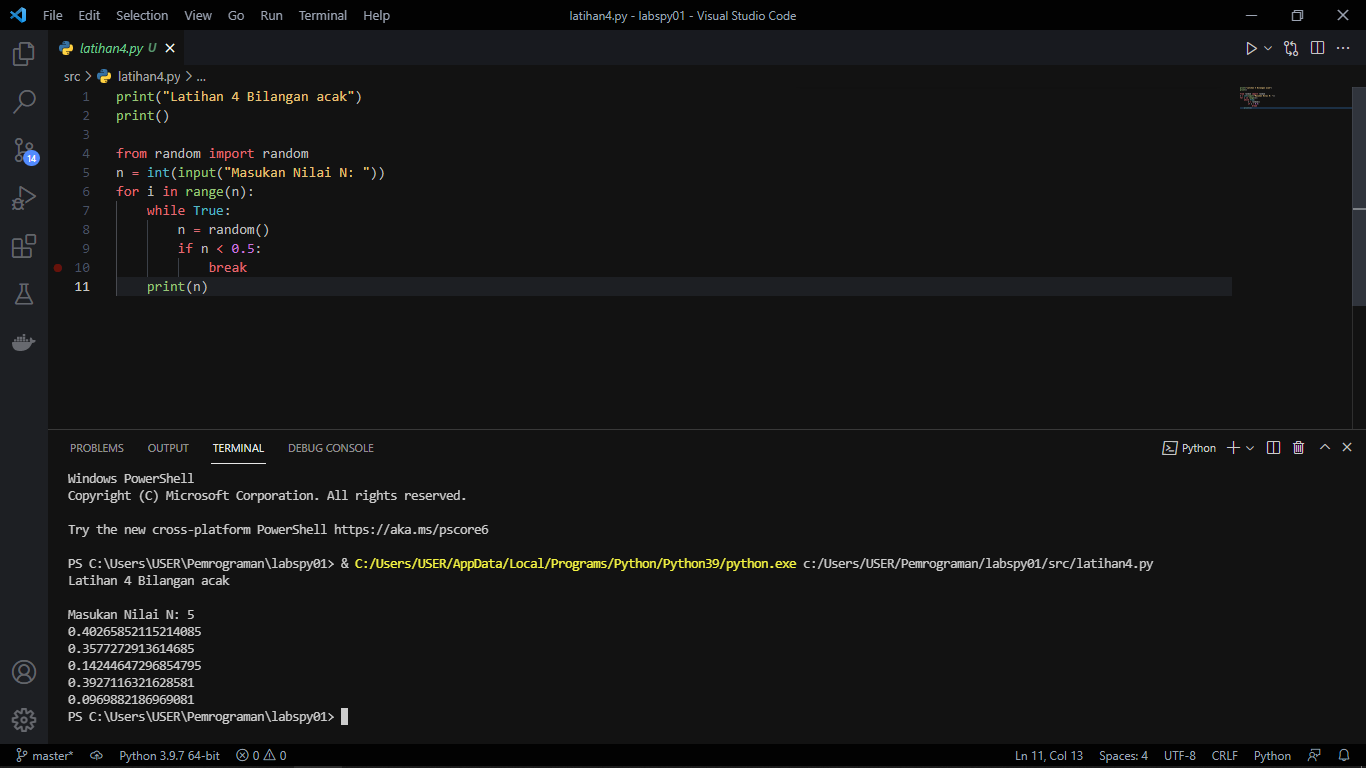 File Edit Selection View Go Run Terminal Help latihan4.py - labspy01 - Visual Studio Code
latihan4.py U
src > latihan4.py > ...
1 print("Latihan 4 Bilangan acak")
2 print()
3
4 from random import random
5 n = int(input("Masukan Nilai N: "))
6 for i in range(n):
7     while True:
8         n = random()
9         if n < 0.5:
10             break
11     print(n)
14
PROBLEMS OUTPUT TERMINAL DEBUG CONSOLE Python
Windows PowerShell
Copyright (C) Microsoft Corporation. All rights reserved.
Try the new cross-platform PowerShell https://aka.ms/pscore6
PS C:\Users\USER\Pemrograman\labspy01> & C:/Users/USER/AppData/Local/Programs/Python/Python39/python.exe c:/Users/USER/Pemrograman/labspy01/src/latihan4.py
Latihan 4 Bilangan acak
Masukan Nilai N: 5
0.40265852115214085
0.3577272913614685
0.14244647296854795
0.3927116321628581
0.0969882186969081
PS C:\Users\USER\Pemrograman\labspy01>
master* Python 3.9.7 64-bit 0 0 Ln 11, Col 13 Spaces: 4 UTF-8 CRLF Python